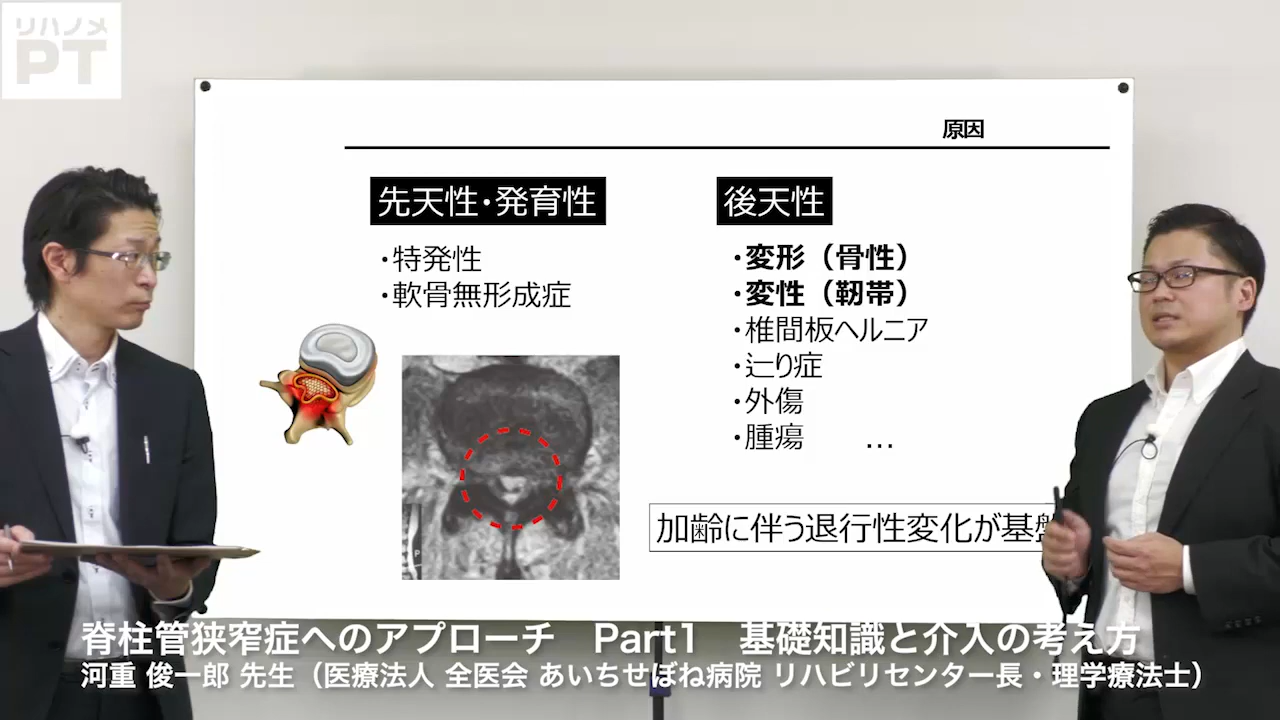 リハノメ
PT
原因
先天性・発育性
・特発性
・軟骨無形成症
後天性
・変形（骨性）
・変性（靭帯）
・椎間板ヘルニア
・辷り症
・外傷
・腫瘍 …
加齢に伴う退行性変化が基盤
P
脊柱管狭窄症へのアプローチ Part1 基礎知識と介入の考え方
河重 俊一郎 先生（医療法人 全医会 あいちせぼね病院 リハビリセンター長・理学療法士）